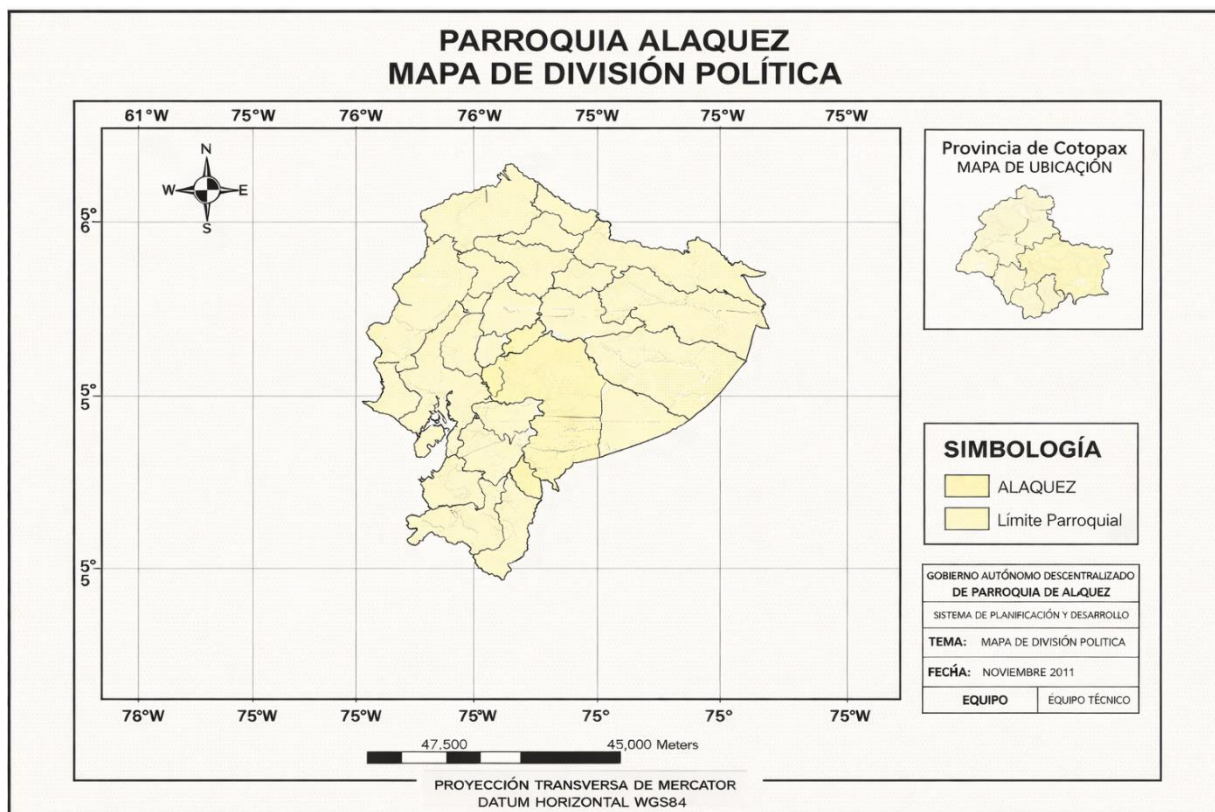 PARROQUIA ALAQUEZ
MAPA DE DIVISIÓN POLÍTICA
61°W 75°W 76°W 76°W 75°W 75°W 75°W
N
W E
S
5°
6
5°
5
5°
5
76°W 75°W 75°W 75°W 75° 75° 75°W
47,500 45,000 Meters
PROYECCIÓN TRANSVERSA DE MERCATOR
DATUM HORIZONTAL WGS84
Provincia de Cotopax
MAPA DE UBICAÇIÓN
SIMBOLOGÍA
ALAQUEZ
Límite Parroquial
GOBIERNO AUTÓNOMO DESCENTRALIZADO
DE PARROQUIA DE ALAQUEZ
SISTEMA DE PLANIFICACIÓN Y DESARROLLO
TEMA: MAPA DE DIVISIÓN POLITICA
FECHA: NOVIEMBRE 2011
EQUIPO ÉQUIPO TÉCNICO